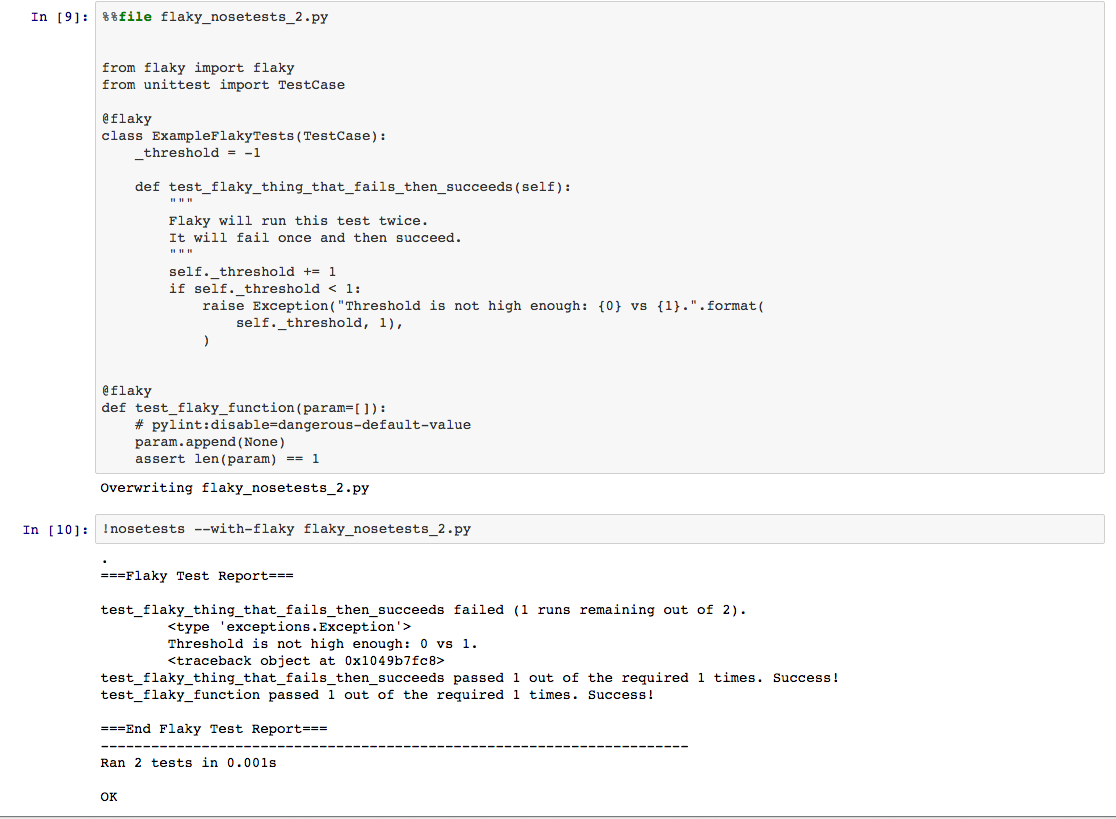 In [9]: %%file flaky_nosetests_2.py
from flaky import flaky
from unittest import TestCase
@flaky
class ExampleFlakyTests(TestCase):
    _threshold = -1
    def test_flaky_thing_that_fails_then_succeeds(self):
        """
        Flaky will run this test twice.
        It will fail once and then succeed.
        """
        self._threshold += 1
        if self._threshold < 1:
            raise Exception("Threshold is not high enough: {0} vs {1}.".format(
                self._threshold, 1),
            )
@flaky
def test_flaky_function(param=[]):
    # pylint:disable=dangerous-default-value
    param.append(None)
    assert len(param) == 1
Overwriting flaky_nosetests_2.py
In [10]: !nosetests --with-flaky flaky_nosetests_2.py
.
===Flaky Test Report===
test_flaky_thing_that_fails_then_succeeds failed (1 runs remaining out of 2).
        <type 'exceptions.Exception'>
        Threshold is not high enough: 0 vs 1.
        <traceback object at 0x1049b7fc8>
test_flaky_thing_that_fails_then_succeeds passed 1 out of the required 1 times. Success!
test_flaky_function passed 1 out of the required 1 times. Success!
===End Flaky Test Report===
----------------------------------------------------------------------
Ran 2 tests in 0.001s
OK